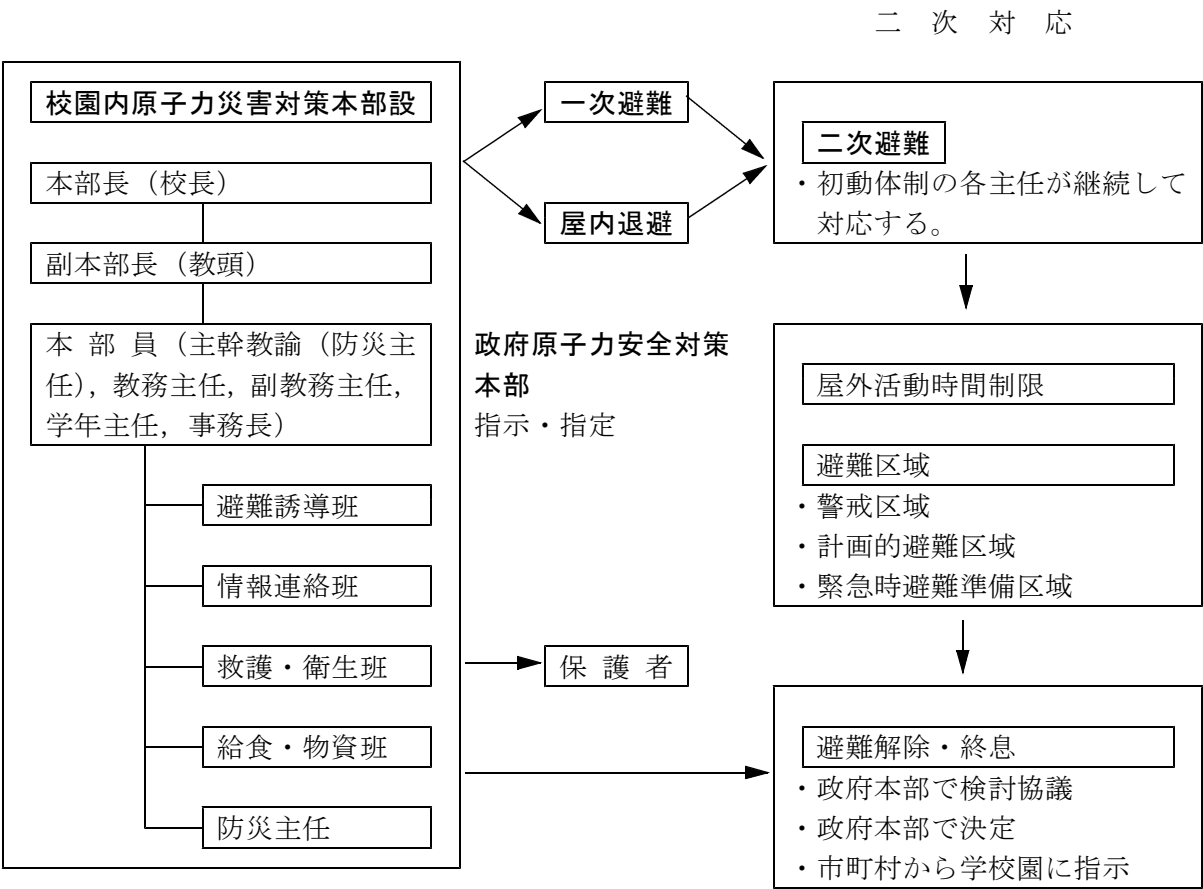 二 次 対 応
校園内原子力災害対策本部設
本部長（校長）
副本部長（教頭）
本 部 員（主幹教諭（防災主
任），教務主任，副教務主任，
学年主任，事務長）
避難誘導班
情報連絡班
救護・衛生班
給食・物資班
防災主任
一次避難
屋内退避
政府原子力安全対策
本部
指示・指定
保 護 者
二次避難
・初動体制の各主任が継続して
対応する。
屋外活動時間制限
避難区域
・警戒区域
・計画的避難区域
・緊急時避難準備区域
避難解除・終息
・政府本部で検討協議
・政府本部で決定
・市町村から学校園に指示